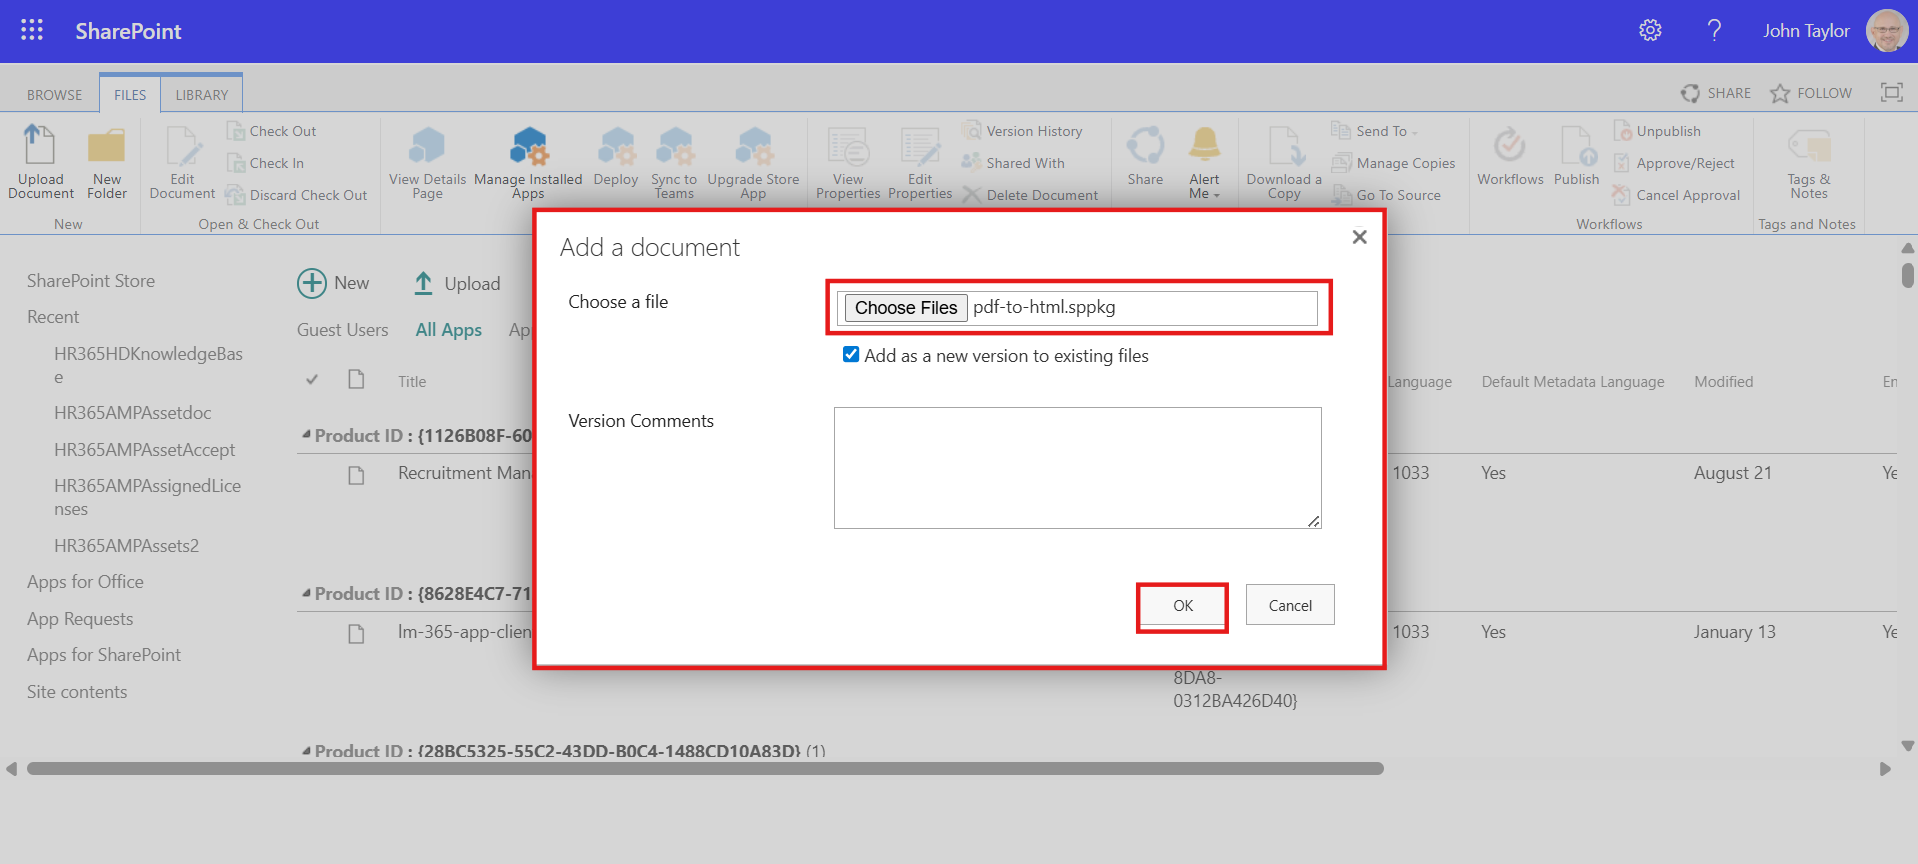 SharePoint
?
John Taylor
BROWSE
FILES
LIBRARY
SHARE
FOLLOW
Upload
Document
New
Folder
New
Edit
Document
Check Out
Check In
Discard Check Out
Open & Check Out
View Details
Page
Manage Installed
Apps
Deploy
Sync to
Teams
Upgrade Store
App
View
Properties
Edit
Properties
Version History
Shared With
Delete Document
Share
Alert
Me
Download a
Copy
Send To
Manage Copies
Go To Source
Workflows
Publish
Unpublish
Approve/Reject
Cancel Approval
Workflows
Tags &
Notes
Tags and Notes
SharePoint Store
Recent
HR365HDKnowledgeBas
e
HR365AMPAssetdoc
HR365AMPAssetAccept
HR365AMPAssignedLice
nses
HR365AMPAssets2
Apps for Office
App Requests
Apps for SharePoint
Site contents
New
Upload
Guest Users
All Apps
Ap
Title
Language
Default Metadata Language
Modified
En
Product ID : {1126B08F-60
Recruitment Man
1033
Yes
August 21
Ye
Product ID : {8628E4C7-71
lm-365-app-clien
1033
Yes
January 13
Ye
8DA8-
0312BA426D40}
Product ID : {28BC5325-55C2-43DD-B0C4-1488CD10A83D} (1)
Add a document
Choose a file
Choose Files pdf-to-html.sppkg
Add as a new version to existing files
Version Comments
OK
Cancel